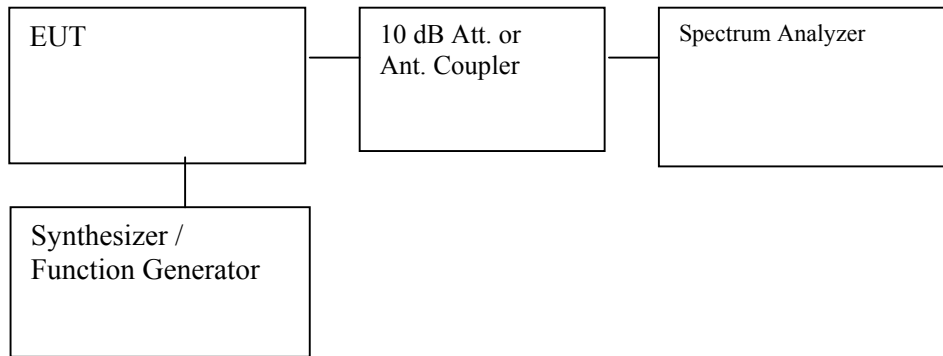 EUT
10 dB Att. or
Ant. Coupler
Spectrum Analyzer
Synthesizer /
Function Generator